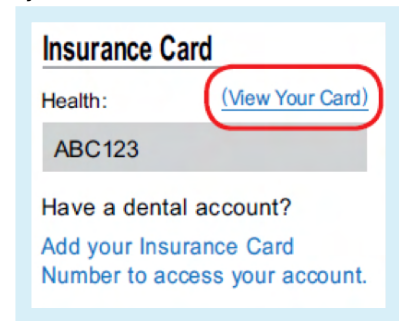 Insurance Card
Health: (View Your Card)
ABC123
Have a dental account?
Add your Insurance Card
Number to access your account.